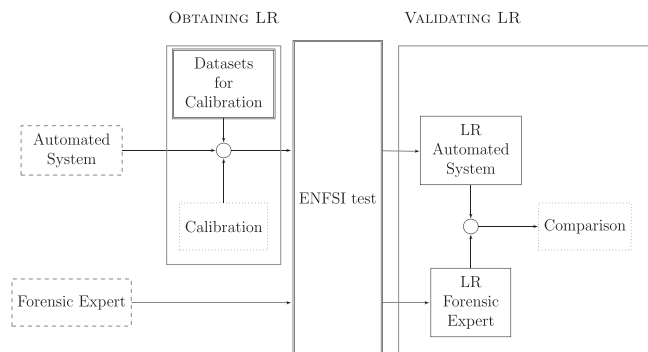 OBTAINING LR
VALIDATING LR
Datasets
for
Calibration
Automated
System
Calibration
Forensic Expert
ENFSI test
LR
Automated
System
Comparison
LR
Forensic
Expert